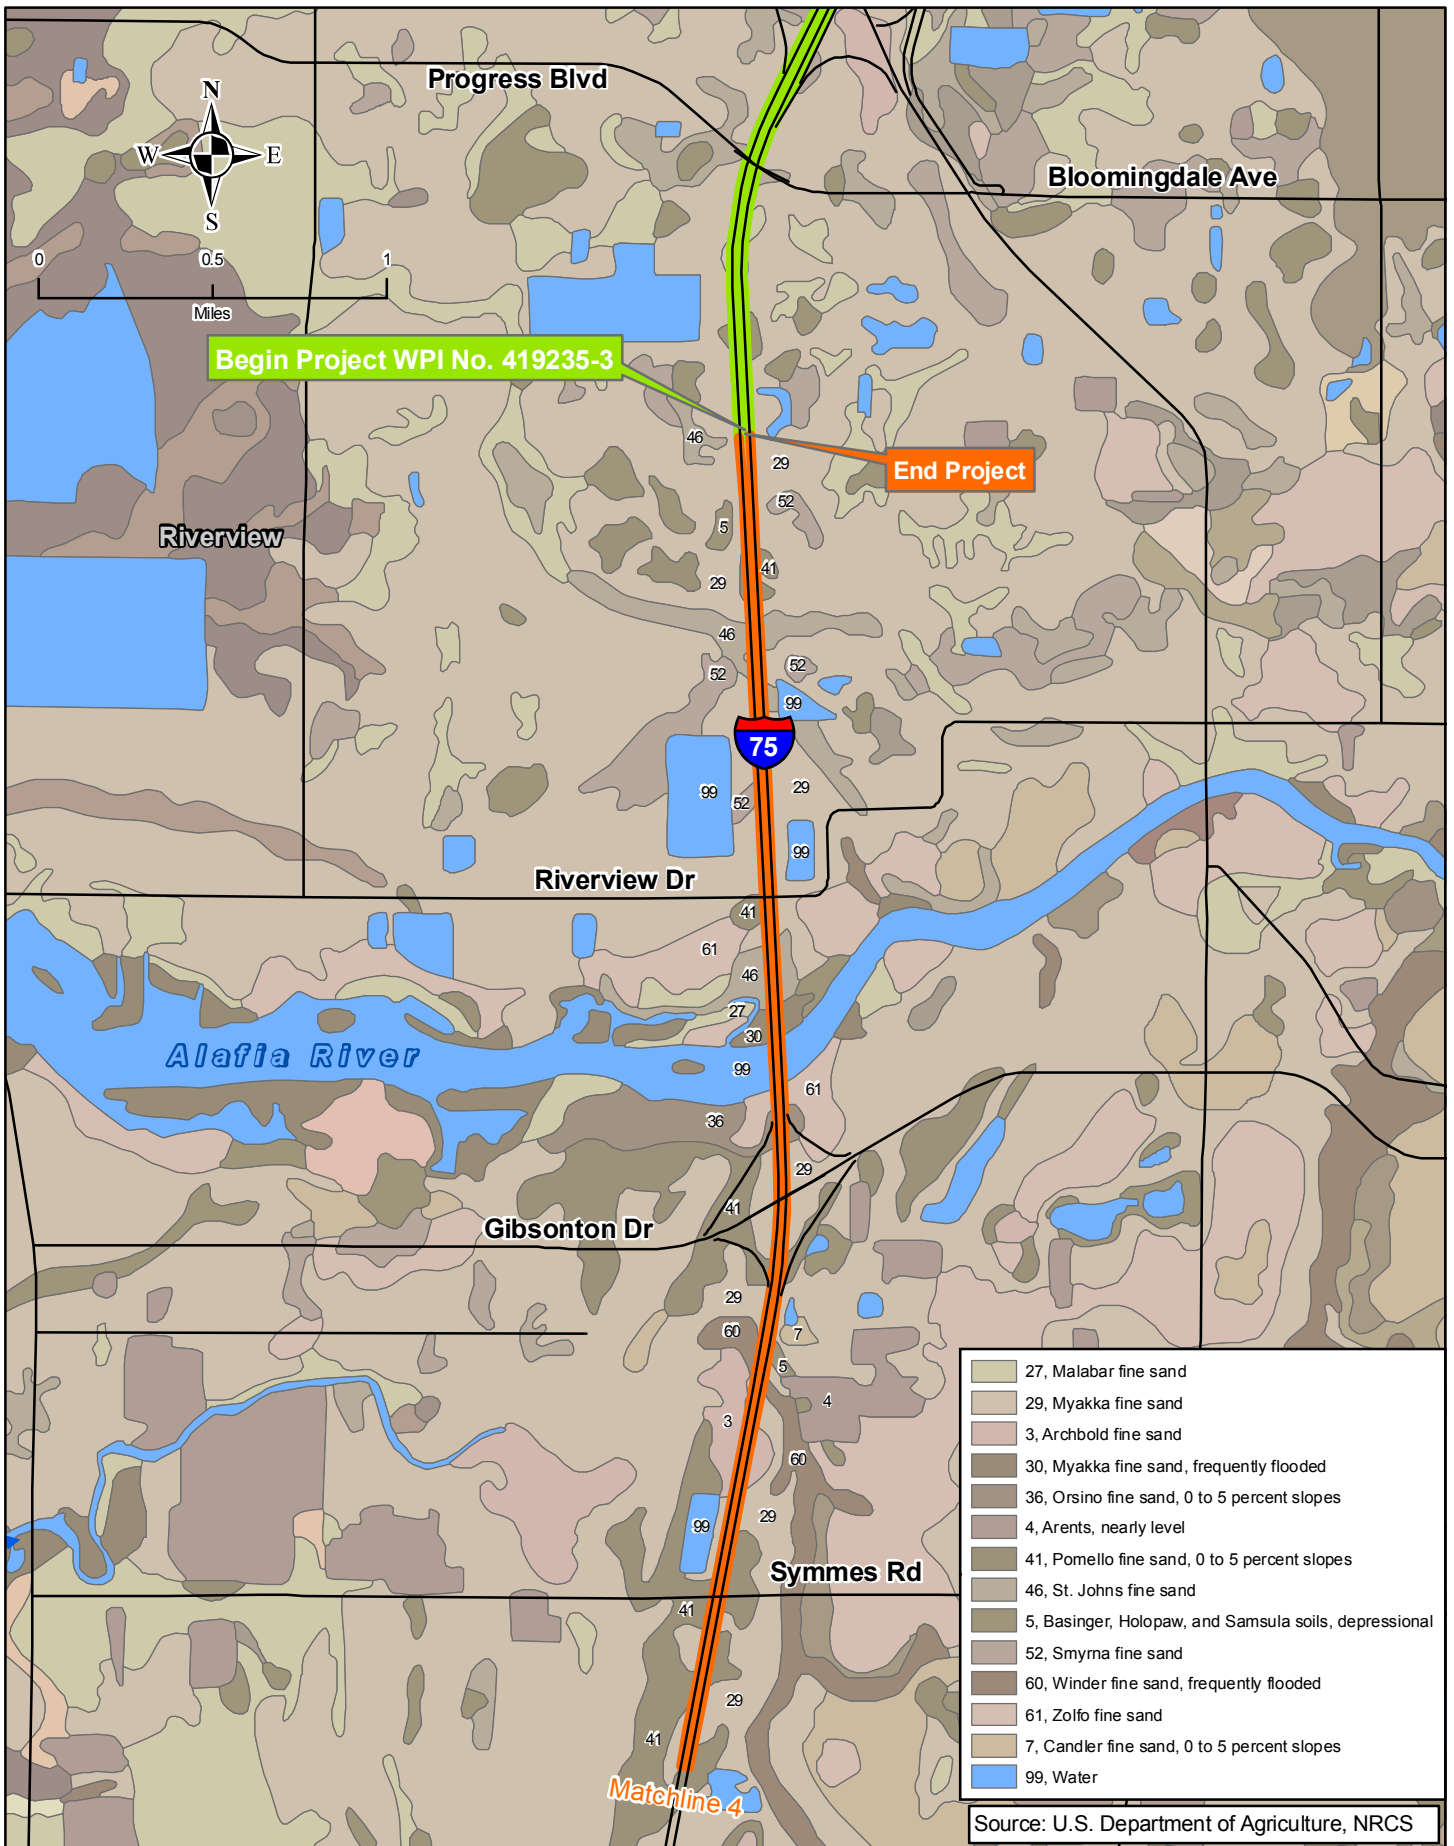 Progress Blvd
N
W E
S
Bloomingdale Ave
0 0.5 1
Miles
Begin Project WPI No. 419235-3
46
29
End Project
52
5
Riverview
41
29
46
52
52
99
75
99
52
29
99
Riverview Dr
41
61
46
27
30
Alafia River
99
61
36
29
41
Gibsonton Dr
29
60
7
5
4
3
60
99
29
Symmes Rd
41
29
41
Matchline 4
27, Malabar fine sand
29, Myakka fine sand
3, Archbold fine sand
30, Myakka fine sand, frequently flooded
36, Orsino fine sand, 0 to 5 percent slopes
4, Arents, nearly level
41, Pomello fine sand, 0 to 5 percent slopes
46, St. Johns fine sand
5, Basinger, Holopaw, and Samsula soils, depressional
52, Smyrna fine sand
60, Winder fine sand, frequently flooded
61, Zolfo fine sand
7, Candler fine sand, 0 to 5 percent slopes
99, Water
Source: U.S. Department of Agriculture, NRCS